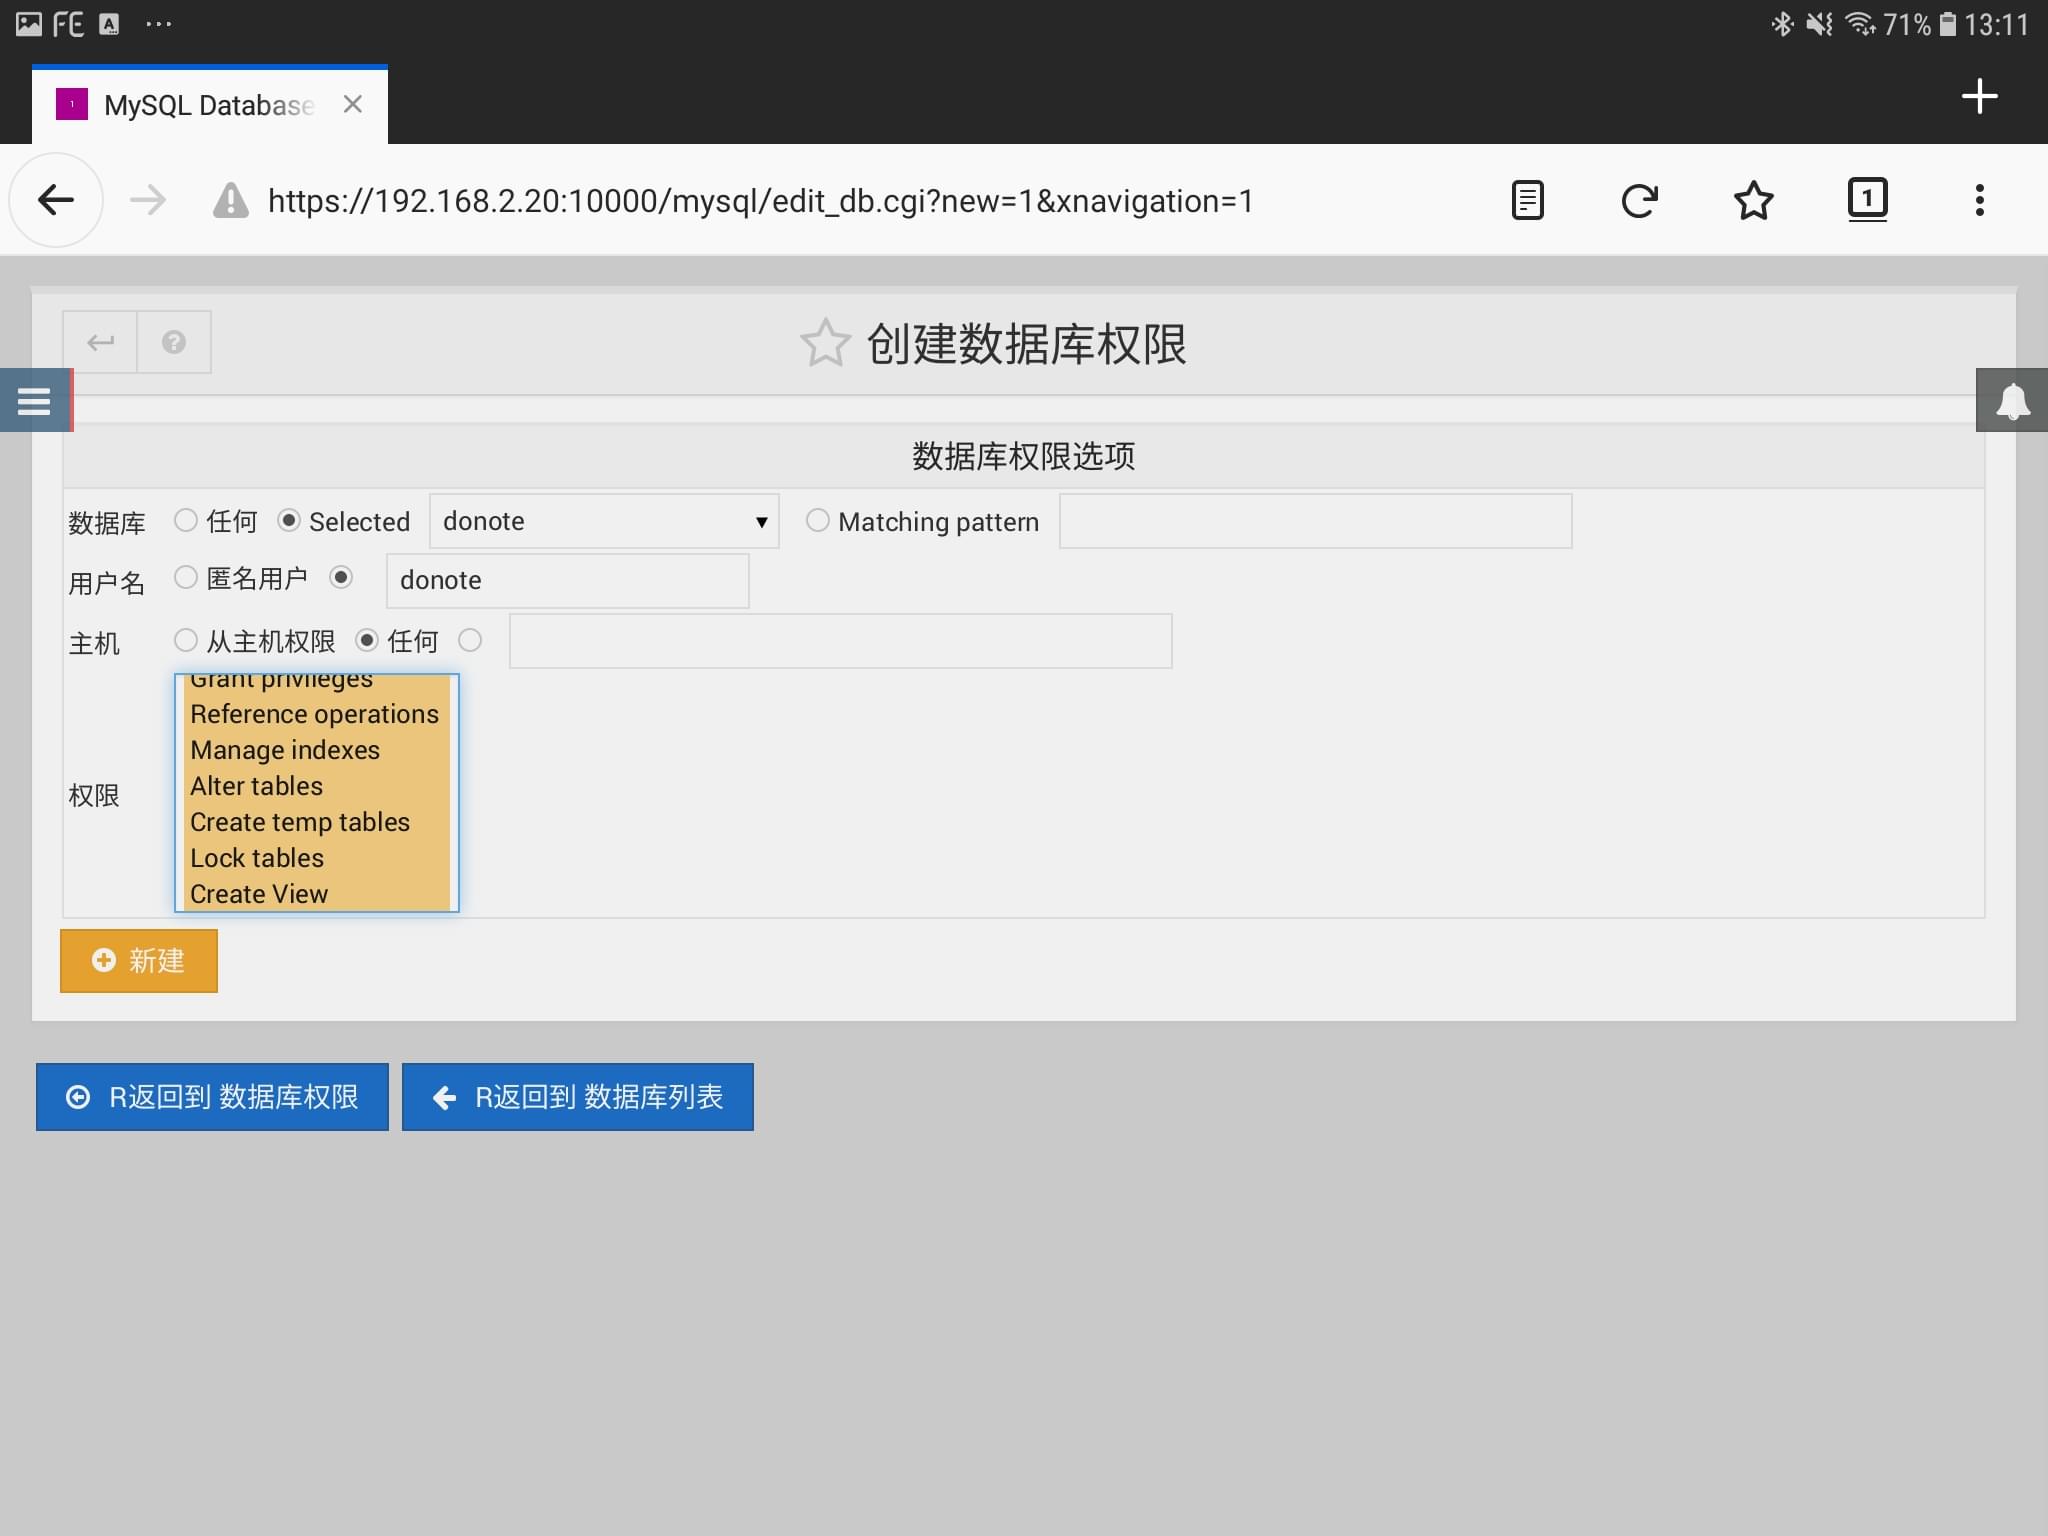 71% 13:11
MySQL Database
https://192.168.2.20:10000/mysql/edit_db.cgi?new=1&xnavigation=1
1
创建数据库权限
数据库权限选项
数据库 任何 Selected donote Matching pattern
用户名 匿名用户 donote
主机 从主机权限 任何
权限
Grant privileges
Reference operations
Manage indexes
Alter tables
Create temp tables
Lock tables
Create View
新建
R返回到 数据库权限 R返回到 数据库列表